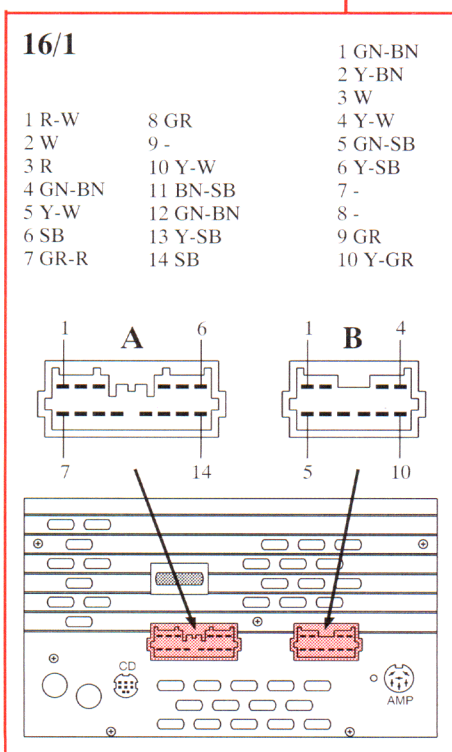 16/1
1 R-W
2 W
3 R
4 GN-BN
5 Y-W
6 SB
7 GR-R
8 GR
9 -
10 Y-W
11 BN-SB
12 GN-BN
13 Y-SB
14 SB
1 GN-BN
2 Y-BN
3 W
4 Y-W
5 GN-SB
6 Y-SB
7 -
8 -
9 GR
10 Y-GR
1 A 6
7 14
1 B 4
5 10
CD
AMP